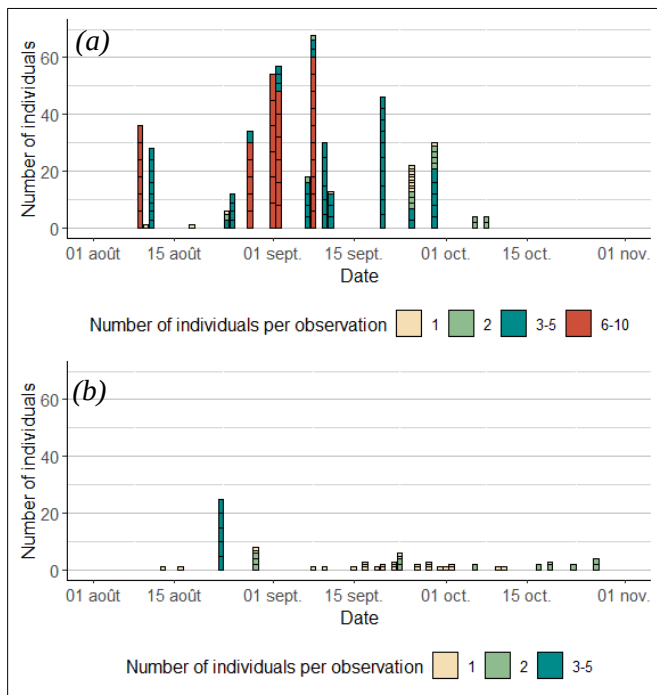 (a)
Number of individuals
60
40
20
0
01 août 15 août 01 sept. 15 sept. 01 oct. 15 oct. 01 nov.
Date
Number of individuals per observation 1 2 3-5 6-10
(b)
Number of individuals
60
40
20
0
01 août 15 août 01 sept. 15 sept. 01 oct. 15 oct. 01 nov.
Date
Number of individuals per observation 1 2 3-5